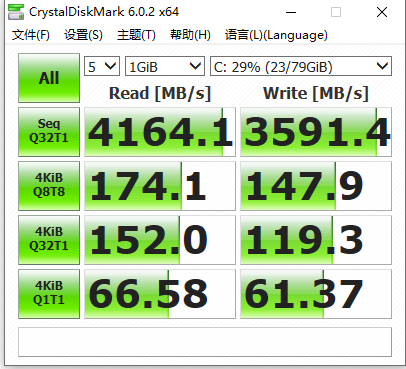 CrystalDiskMark 6.0.2 x64
文件(F) 设置(S) 主题(T) 帮助(H) 语言(L)(Language)
All 5 1GiB C: 29% (23/79GiB)
Read [MB/s] Write [MB/s]
Seq
Q32T1 4164.1 3591.4
4KiB
Q8T8 174.1 147.9
4KiB
Q32T1 152.0 119.3
4KiB
Q1T1 66.58 61.37